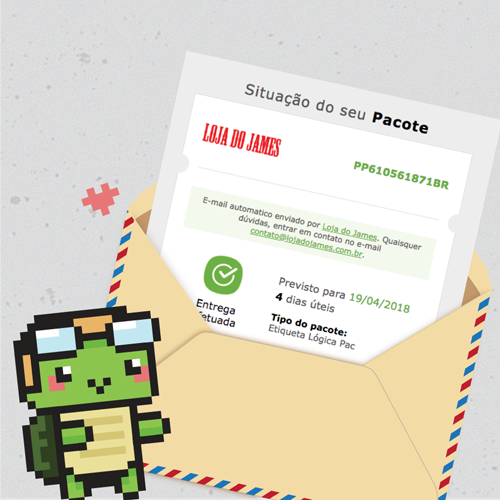 Situação do seu Pacote
LOJA DO JAMES
PP610561871BR
E-mail automatico enviado por Loja do James. Quaisquer
dúvidas, entrar em contato no e-mail
contato@lojadojames.com.br.
Entrega
Previsto para 19/04/2018
4 dias úteis
Tipo do pacote:
Etiqueta Lógica Pac